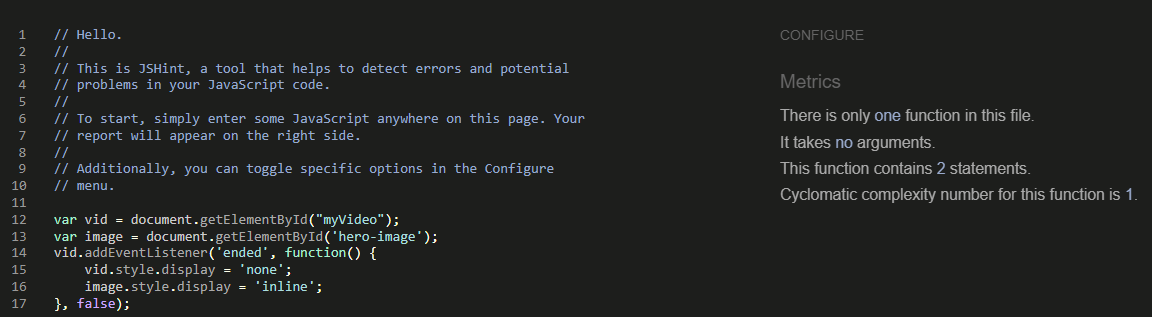 1 // Hello.
2 //
3 // This is JSHint, a tool that helps to detect errors and potential
4 // problems in your JavaScript code.
5 //
6 // To start, simply enter some JavaScript anywhere on this page. Your
7 // report will appear on the right side.
8 //
9 // Additionally, you can toggle specific options in the Configure
10 // menu.
11
12 var vid = document.getElementById("myVideo");
13 var image = document.getElementById('hero-image');
14 vid.addEventListener('ended', function() {
15     vid.style.display = 'none';
16     image.style.display = 'inline';
17 }, false);
CONFIGURE
Metrics
There is only one function in this file.
It takes no arguments.
This function contains 2 statements.
Cyclomatic complexity number for this function is 1.